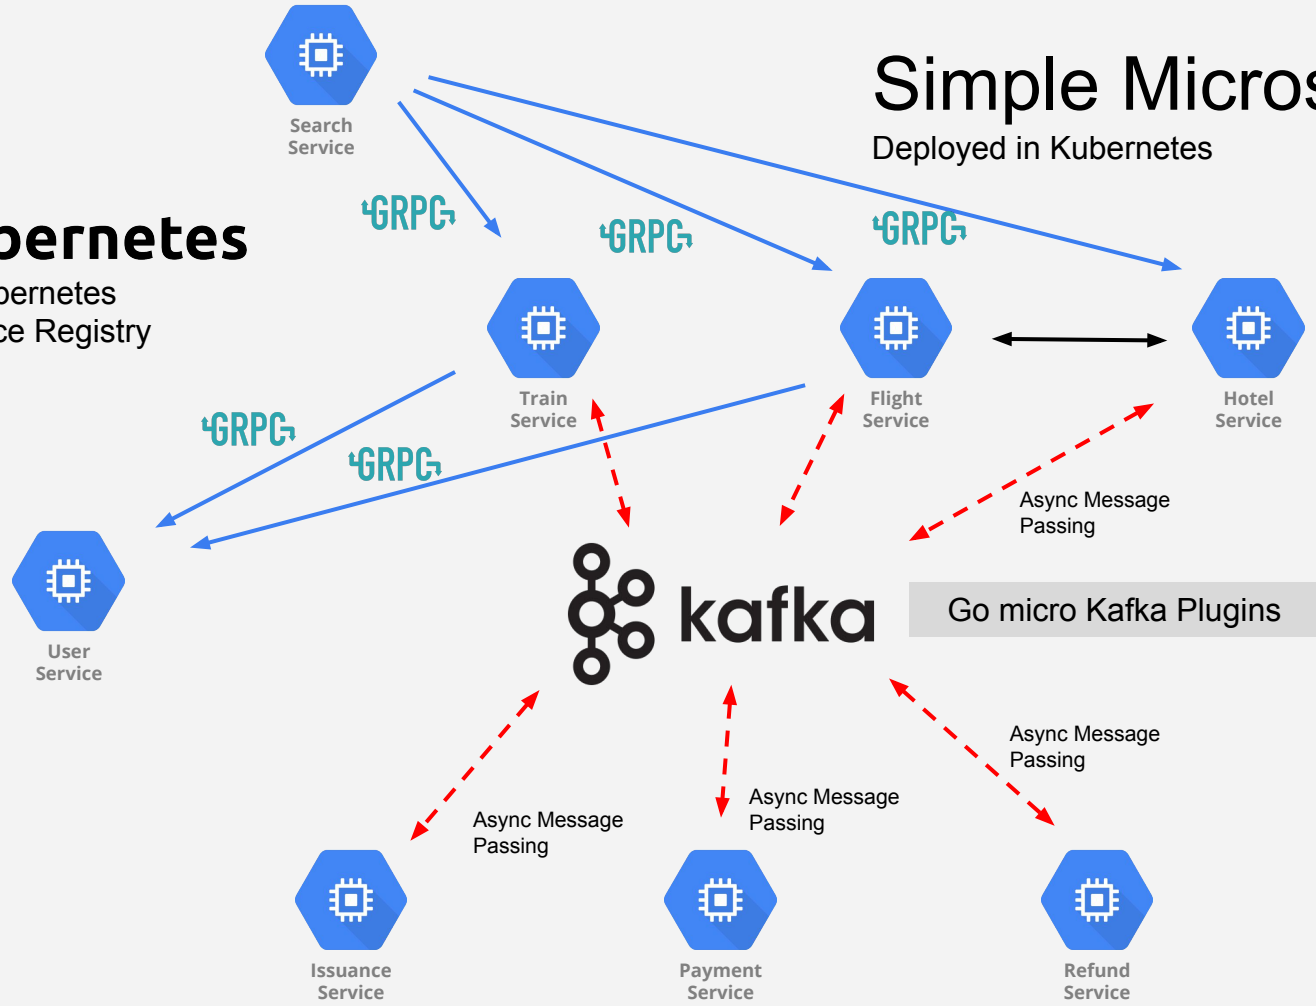 Search
Service
Simple Micros
Deployed in Kubernetes
GRPC
GRPC
GRPC
bernetes
bernetes
ce Registry
Train
Service
Flight
Service
Hotel
Service
GRPC
GRPC
Async Message
Passing
kafka
Go micro Kafka Plugins
User
Service
Async Message
Passing
Async Message
Passing
Async Message
Passing
Issuance
Service
Payment
Service
Refund
Service